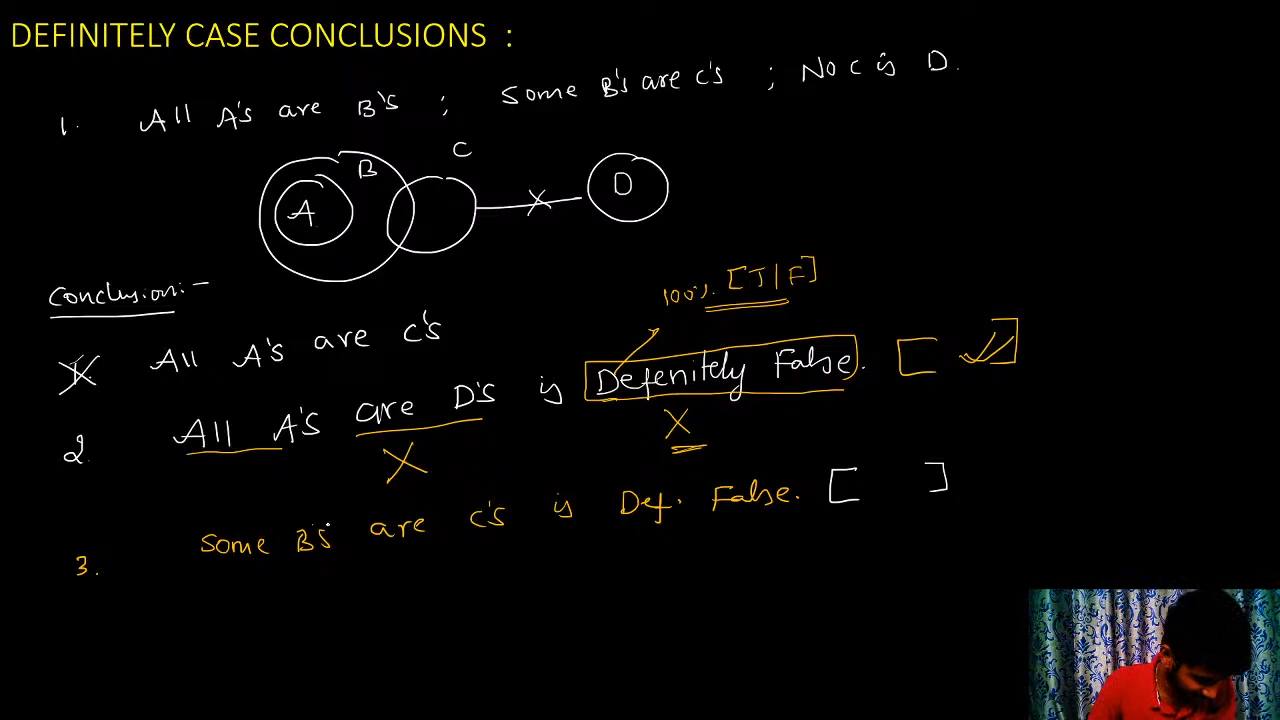 DEFINITELY CASE CONCLUSIONS :
1. All A's are B's ; Some B's are C's ; No C is D.
A B C D
Conclusion:-
1 All A's are C's
100%. [T/F]
2. All A's are D's is Defenitely False. [ ]
3. Some B's are C's is Def. False. [ ]